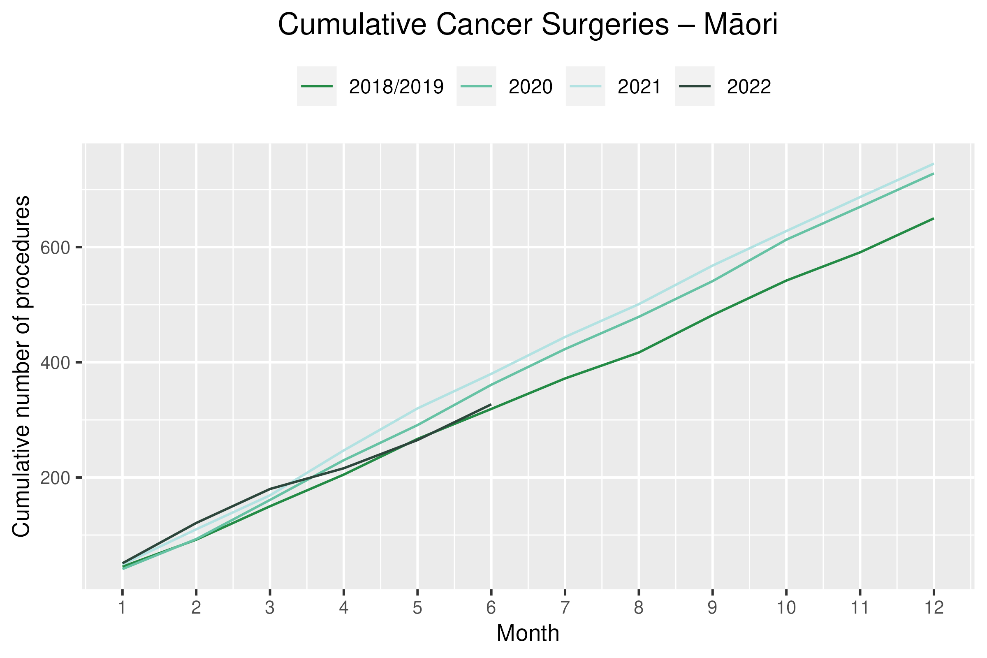 Cumulative Cancer Surgeries – Māori
2018/2019 2020 2021 2022
Cumulative number of procedures
600
400
200
1 2 3 4 5 6 7 8 9 10 11 12
Month